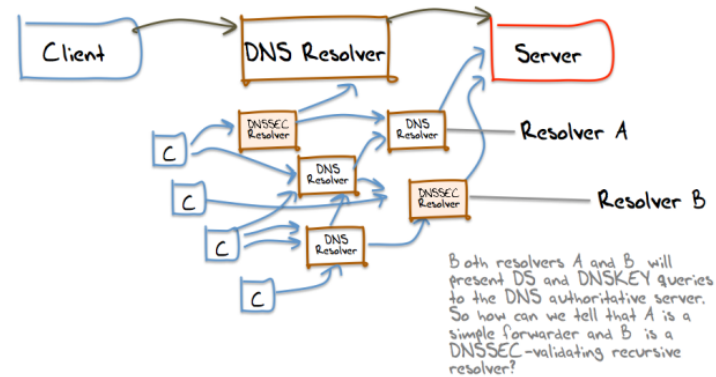 Client
DNS Resolver
Server
DNSSEC
Resolver
DNS
Resolver
Resolver A
C
DNS
Resolver
C
DNSSEC
Resolver
Resolver B
C
DNS
Resolver
C
Both resolvers A and B will
present DS and DNSKEY queries
to the DNS authoritative server.
So how can we tell that A is a
simple forwarder and B is a
DNSSEC-validating recursive
resolver?